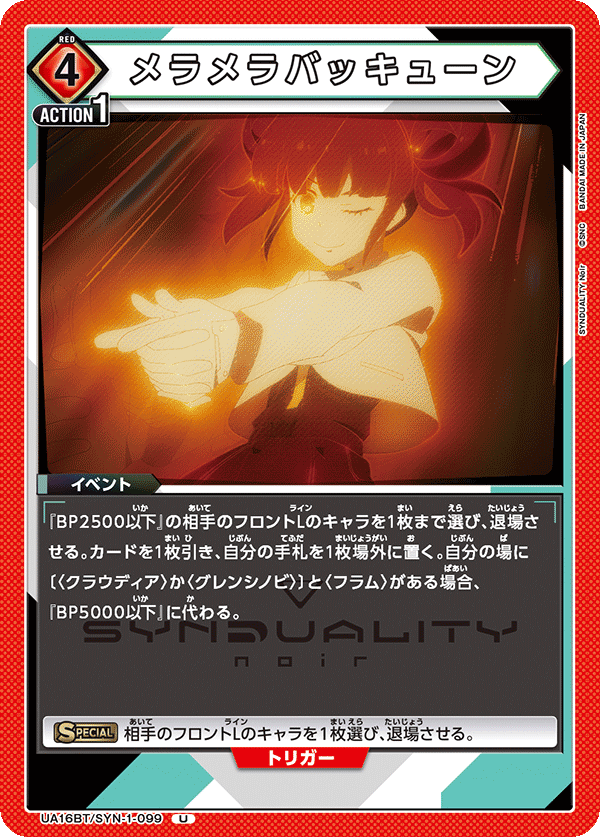 RED
4
メラメラバッキューン
ACTION 1
SYNDUALITY Noir ©SNC BANDAI MADE IN JAPAN
イベント
『BP2500以下』の相手のフロントLのキャラを1枚まで選び、退場さ
せる。カードを1枚引き、自分の手札を1枚場外に置く。自分の場に
〔〈クラウディア〉か〈グレンシノビ〉〕と〈フラム〉がある場合、
『BP5000以下』に代わる。
SYNDUALITY
noir
SPECIAL 相手のフロントLのキャラを1枚選び、退場させる。
トリガー
UA16BT/SYN-1-099 U